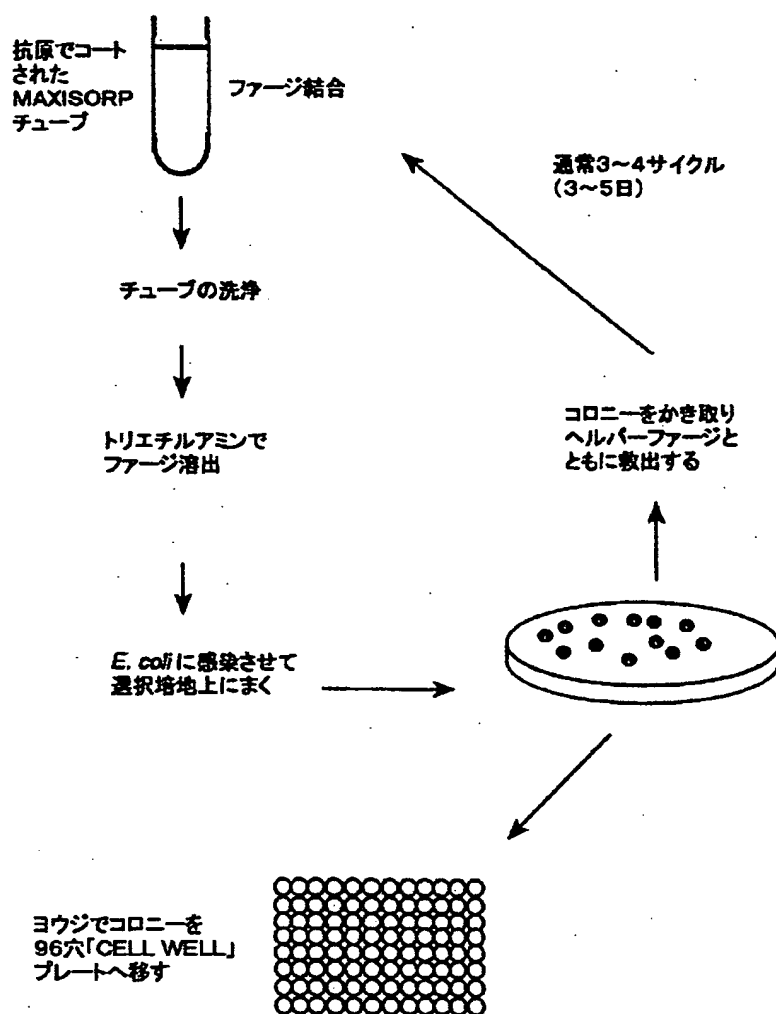 抗原でコート
された
MAXISORP
チューブ
ファージ結合
通常3〜4サイクル
(3〜5日)
チューブの洗浄
トリエチルアミンで
ファージ溶出
コロニーをかき取り
ヘルパーファージと
ともに救出する
E. coliに感染させて
選択培地上にまく
ヨウジでコロニーを
96穴「CELL WELL」
プレートへ移す